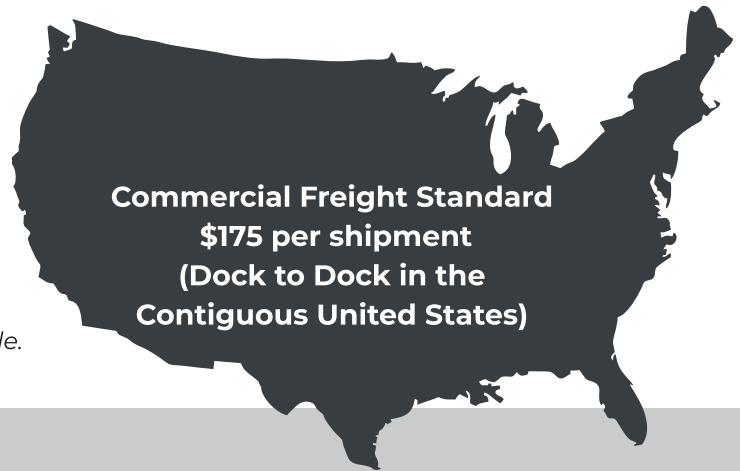 Commercial Freight Standard
$175 per shipment
(Dock to Dock in the
Contiguous United States)